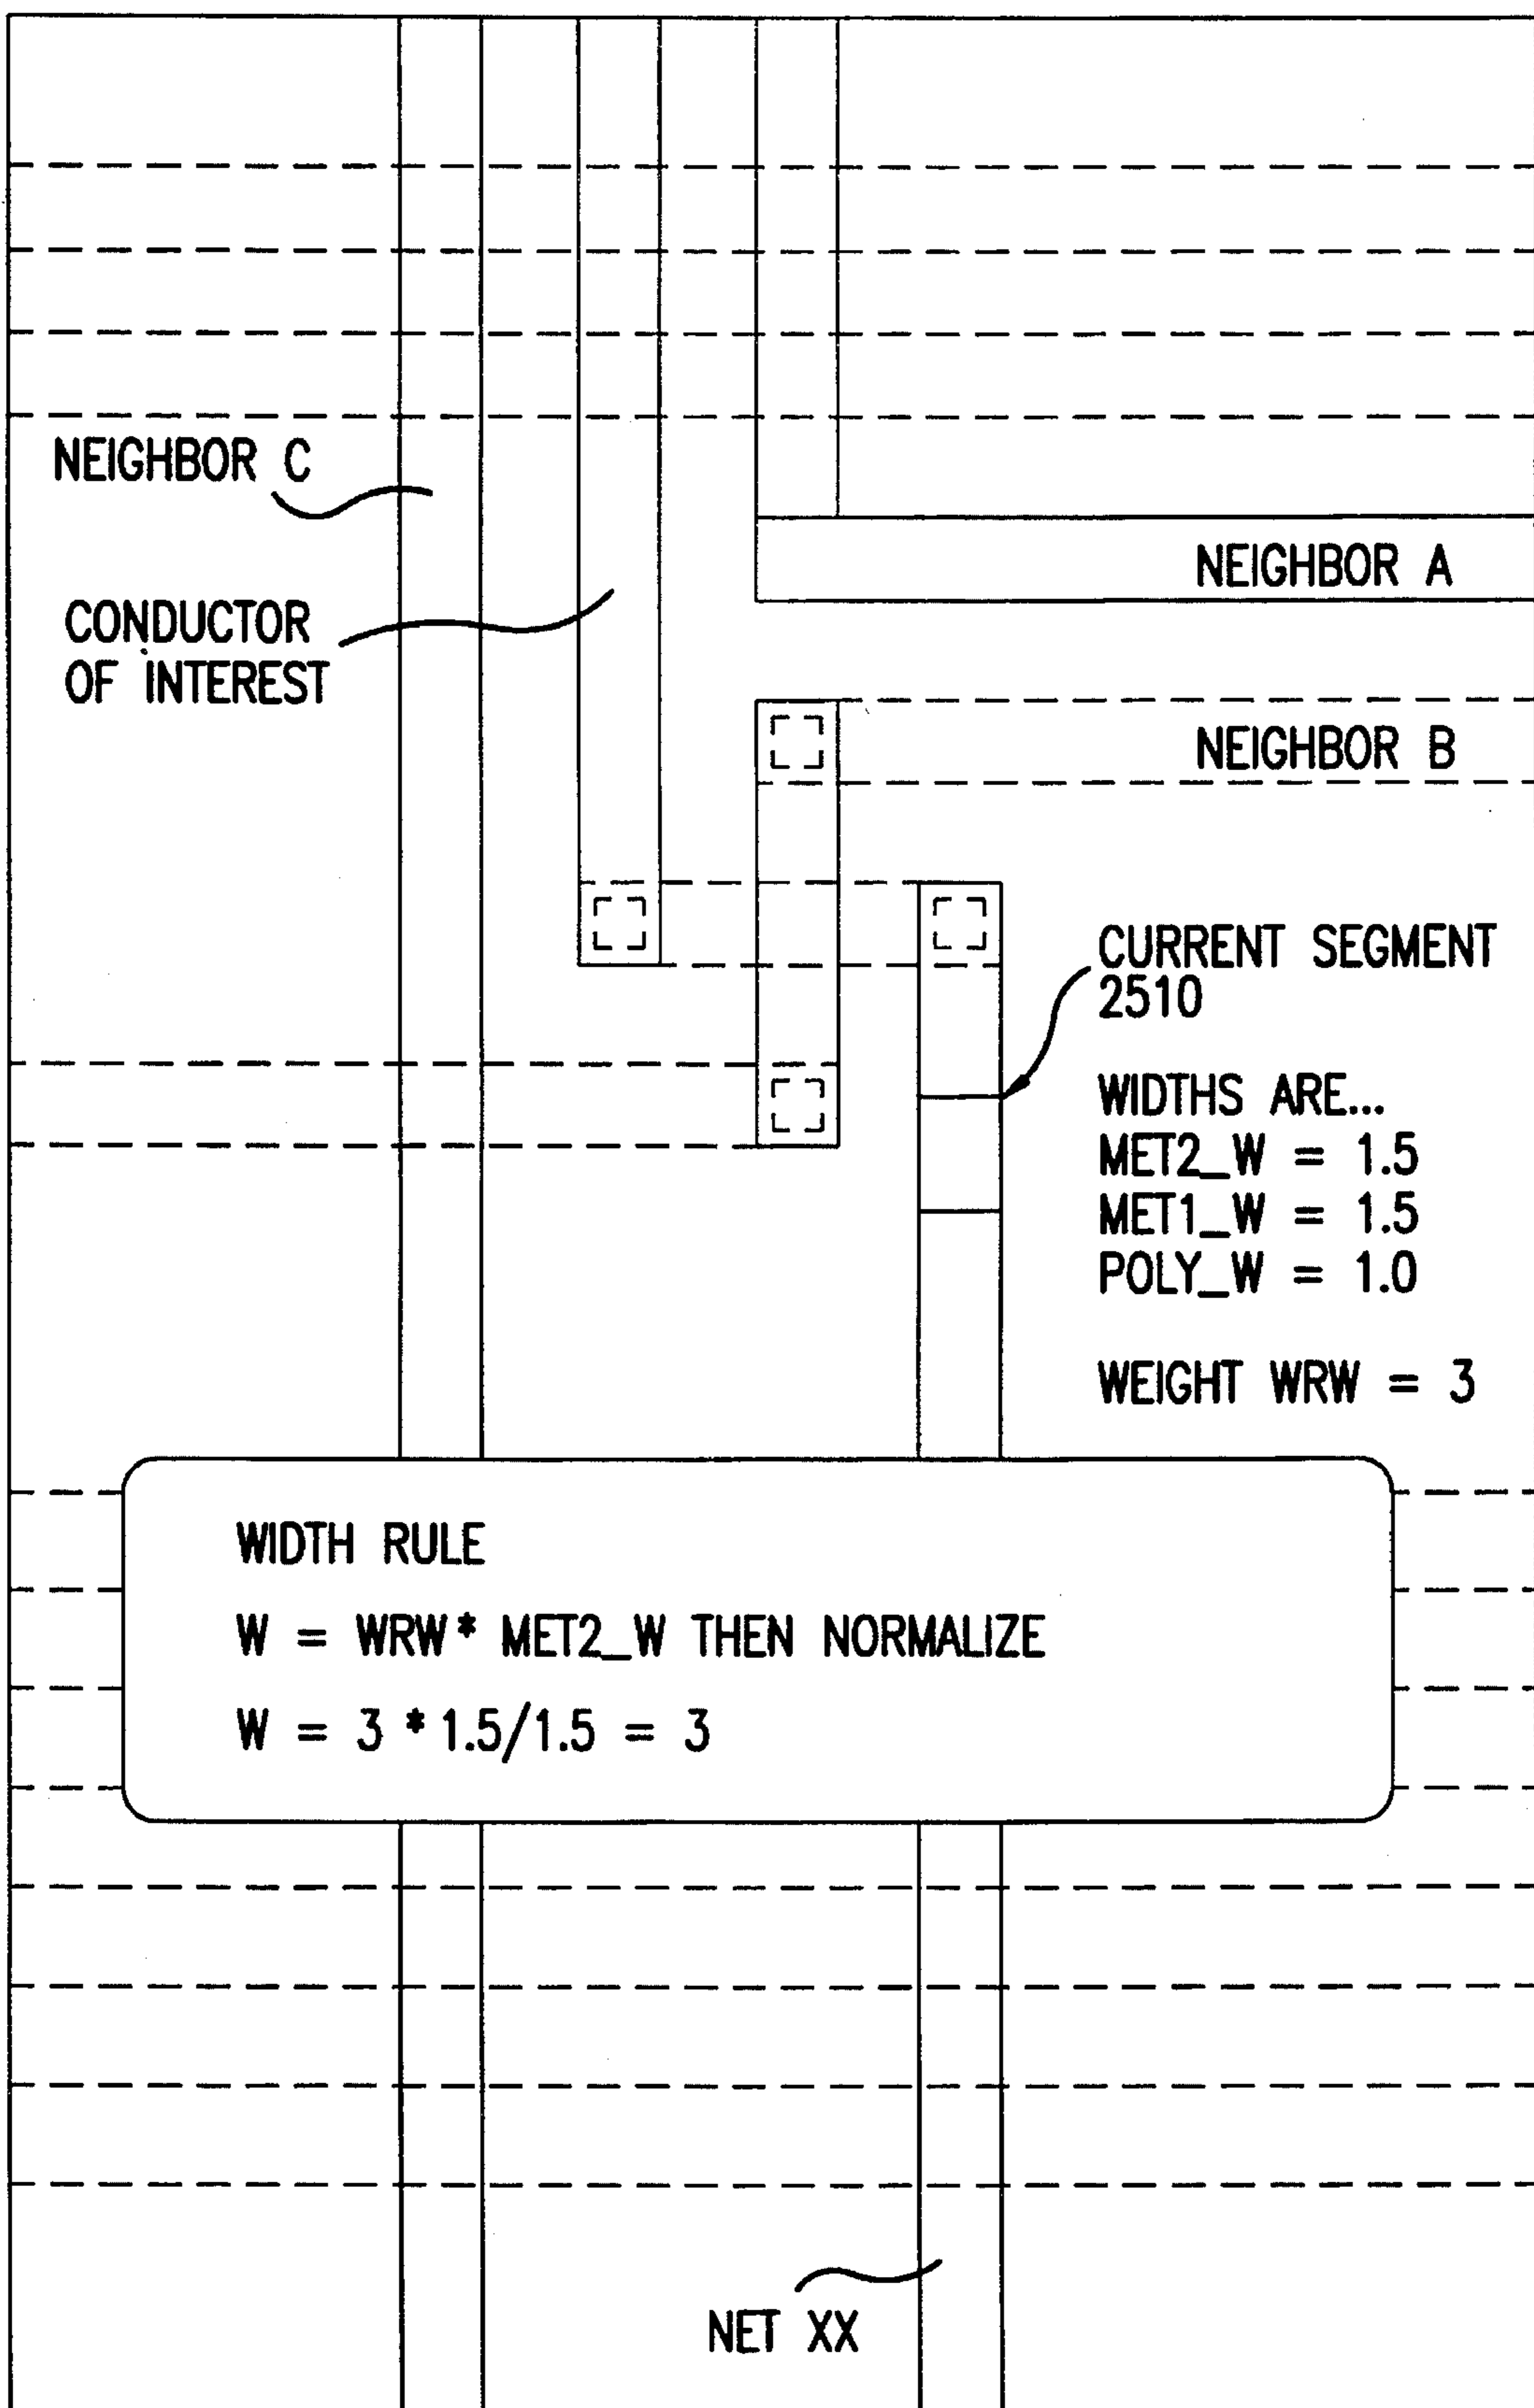 NEIGHBOR C
NEIGHBOR A
CONDUCTOR
OF INTEREST
NEIGHBOR B
CURRENT SEGMENT
2510
WIDTHS ARE...
MET2_W = 1.5
MET1_W = 1.5
POLY_W = 1.0
WEIGHT WRW = 3
WIDTH RULE
W = WRW* MET2_W THEN NORMALIZE
W = 3 * 1.5/1.5 = 3
NET XX